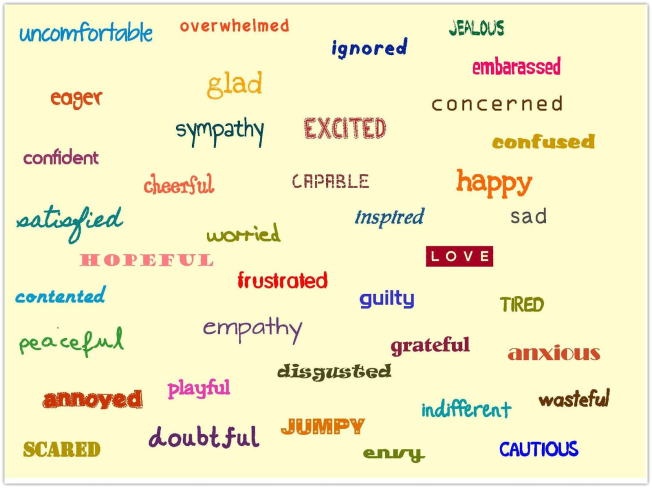 uncomfortable overwhelmed JEALOUS
ignored
embarassed
eager glad concerned
sympathy EXCITED confused
confident
cheerful CAPABLE happy
satisfied inspired sad
worried
HOPEFUL LOVE
frustrated
contented guilty TIRED
peaceful empathy grateful anxious
disgusted
annoyed playful indifferent wasteful
SCARED doubtful JUMPY envy CAUTIOUS